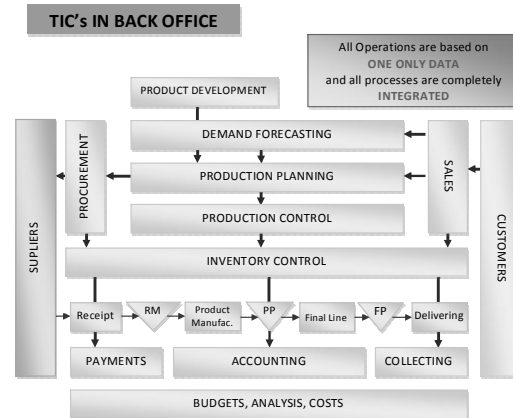 TIC's IN BACK OFFICE
All Operations are based on
ONE ONLY DATA
and all processes are completely
INTEGRATED
PRODUCT DEVELOPMENT
DEMAND FORECASTING
PRODUCTION PLANNING
PRODUCTION CONTROL
INVENTORY CONTROL
SUPLIERS
PROCUREMENT
SALES
CUSTOMERS
Receipt
RM
Product
Manufac.
PP
Final Line
FP
Delivering
PAYMENTS
ACCOUNTING
COLLECTING
BUDGETS, ANALYSIS, COSTS